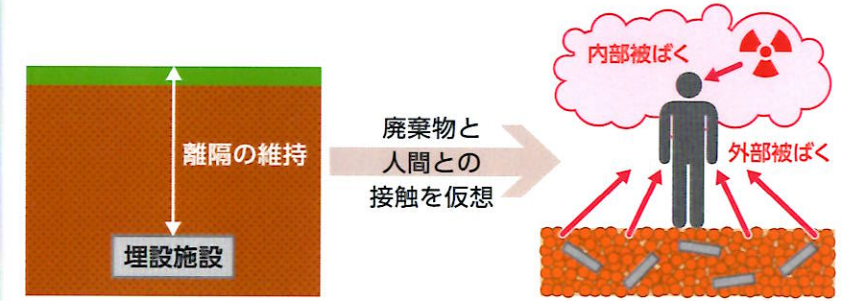 離隔の維持
埋設施設
廃棄物と
人間との
接触を仮想
内部被ばく
外部被ばく